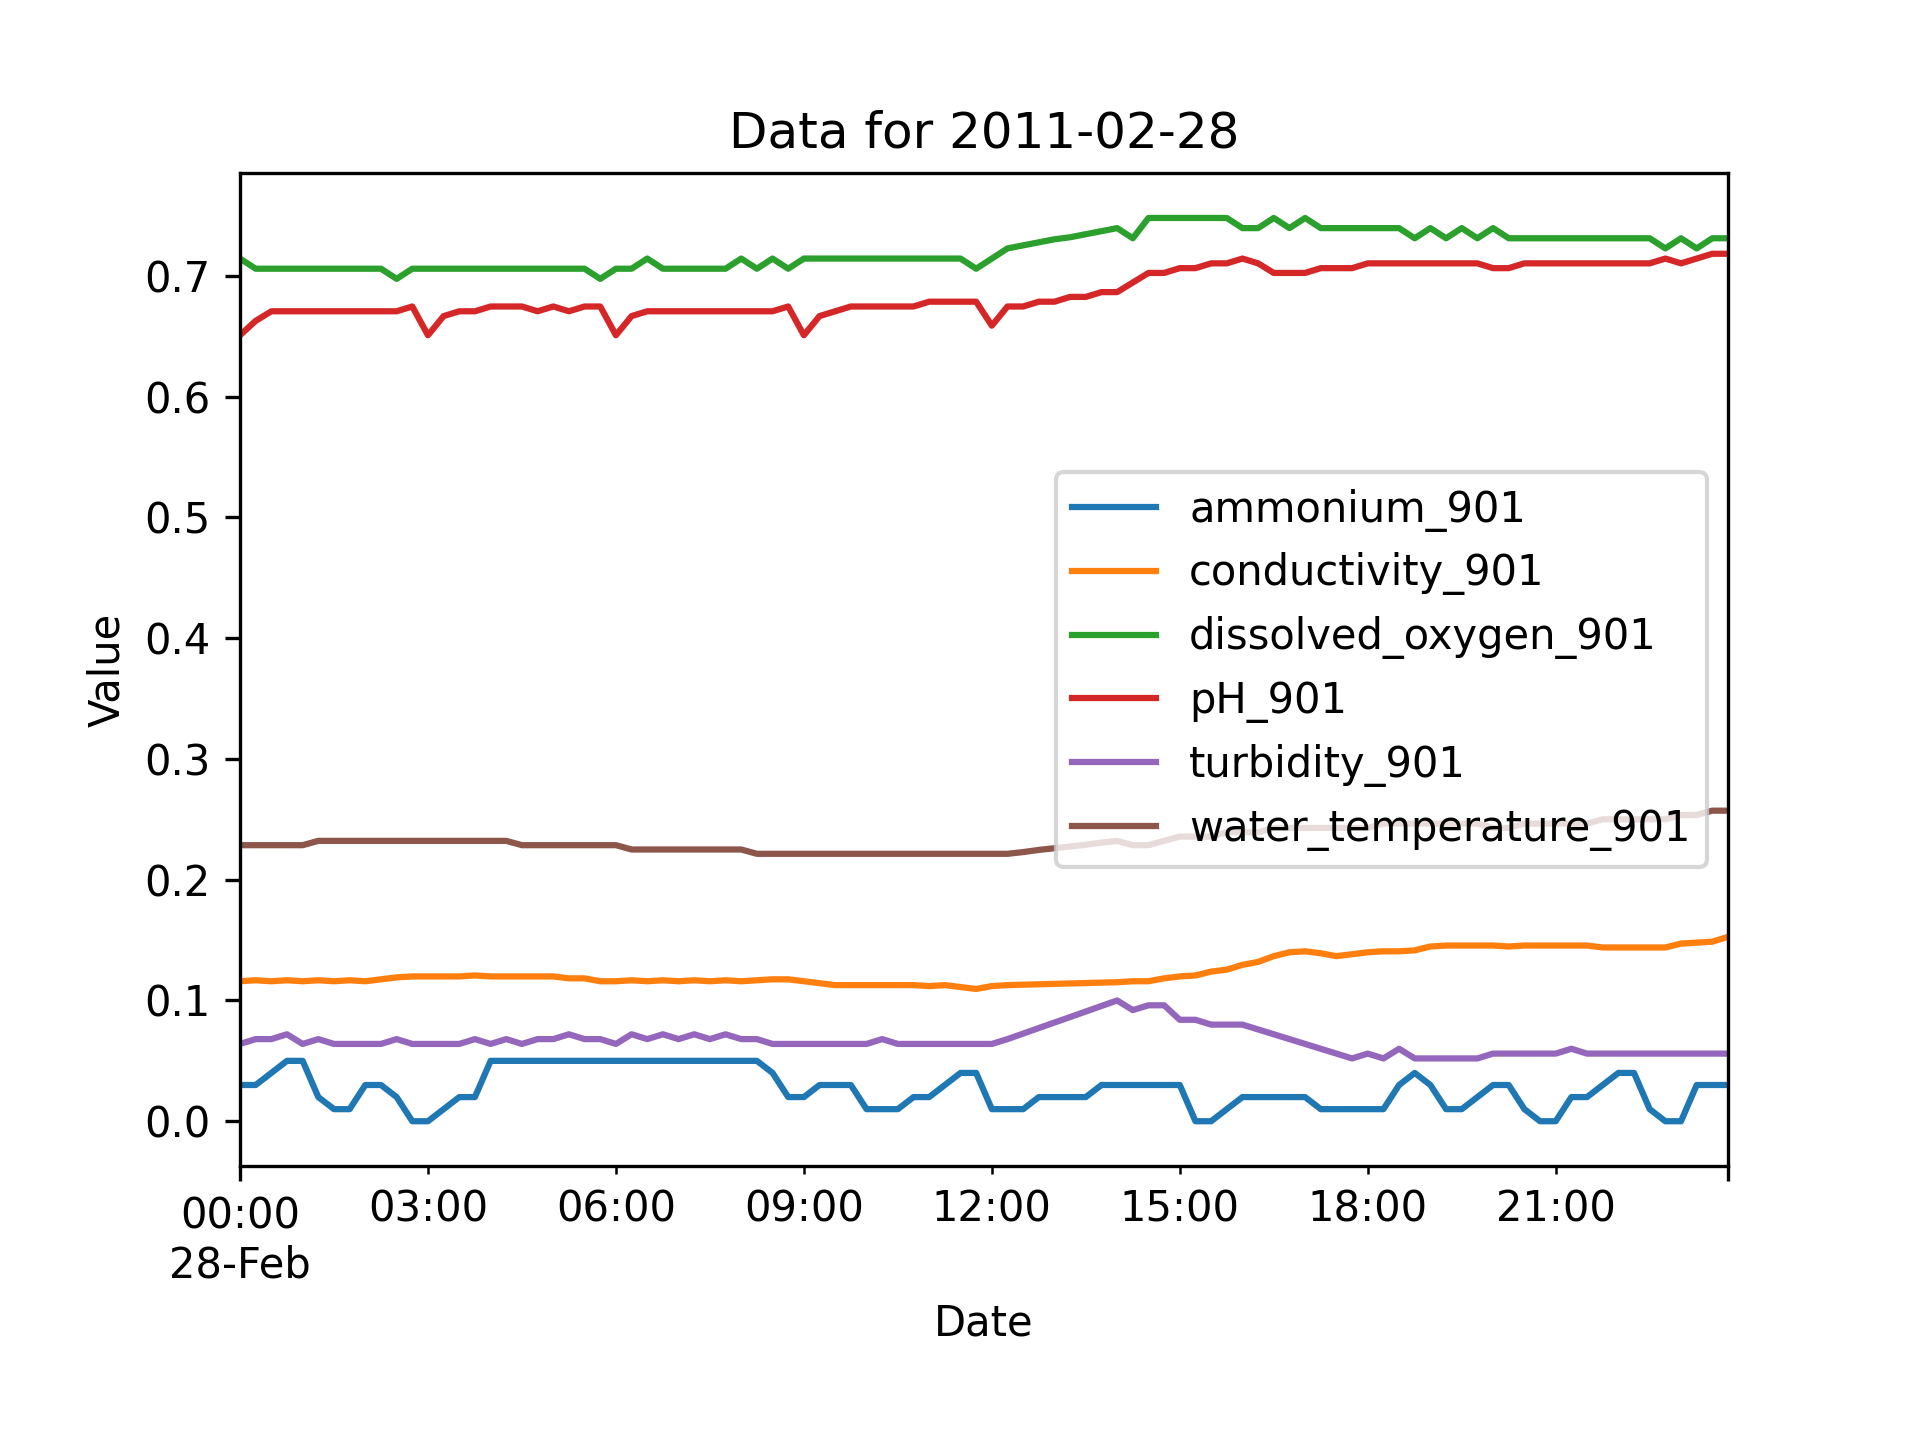 Data for 2011-02-28
Value
0.7
0.6
0.5
0.4
0.3
0.2
0.1
0.0
ammonium_901
conductivity_901
dissolved_oxygen_901
pH_901
turbidity_901
water_temperature_901
00:00 03:00 06:00 09:00 12:00 15:00 18:00 21:00
28-Feb
Date